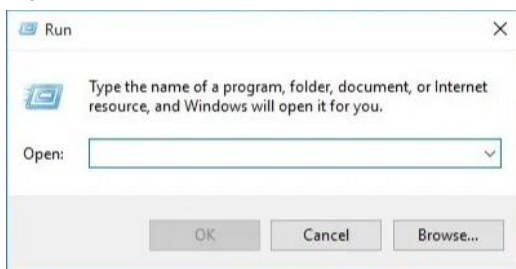 Run
Type the name of a program, folder, document, or Internet
resource, and Windows will open it for you.
Open:
OK Cancel Browse...